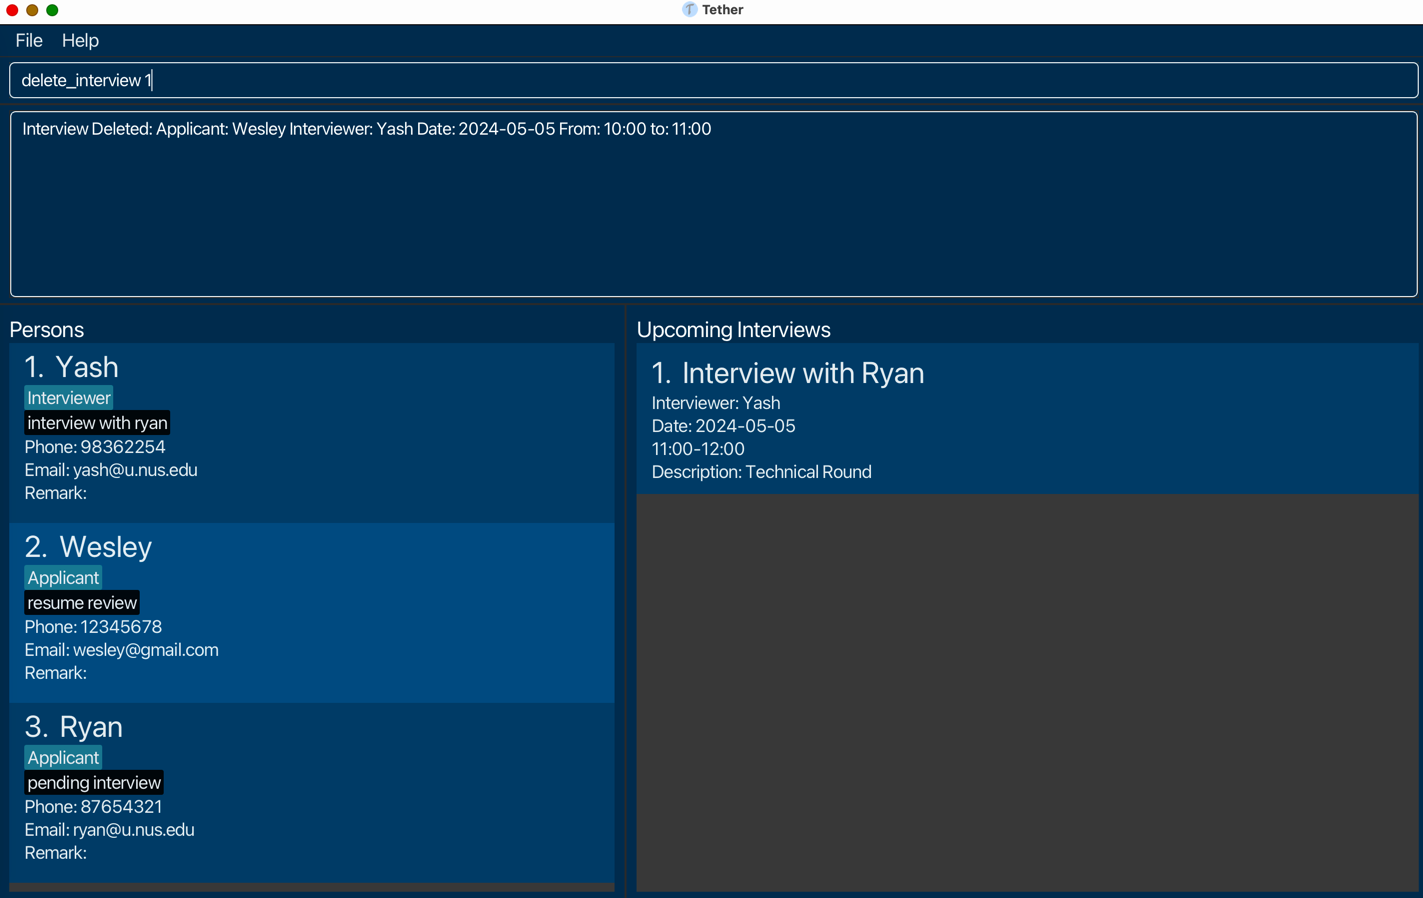 Tether
File Help
delete_interview 1
Interview Deleted: Applicant: Wesley Interviewer: Yash Date: 2024-05-05 From: 10:00 to: 11:00
Persons
1. Yash
Interviewer
interview with ryan
Phone: 98362254
Email: yash@u.nus.edu
Remark:
2. Wesley
Applicant
resume review
Phone: 12345678
Email: wesley@gmail.com
Remark:
3. Ryan
Applicant
pending interview
Phone: 87654321
Email: ryan@u.nus.edu
Remark:
Upcoming Interviews
1. Interview with Ryan
Interviewer: Yash
Date: 2024-05-05
11:00-12:00
Description: Technical Round